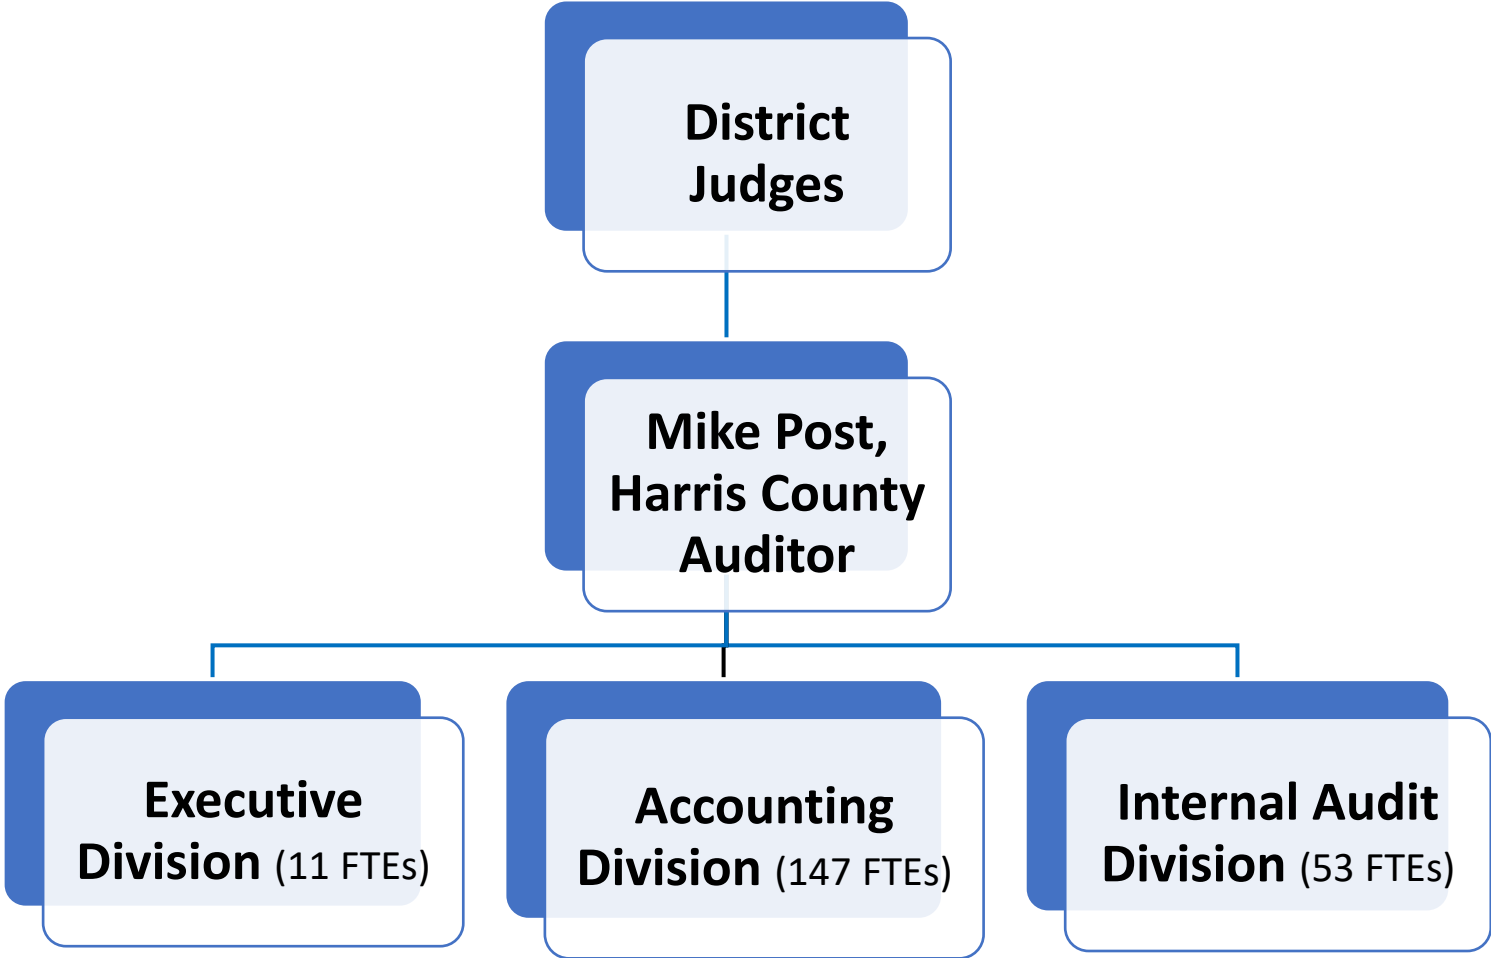 District
Judges
Mike Post,
Harris County
Auditor
Executive
Division (11 FTEs)
Accounting
Division (147 FTEs)
Internal Audit
Division (53 FTEs)